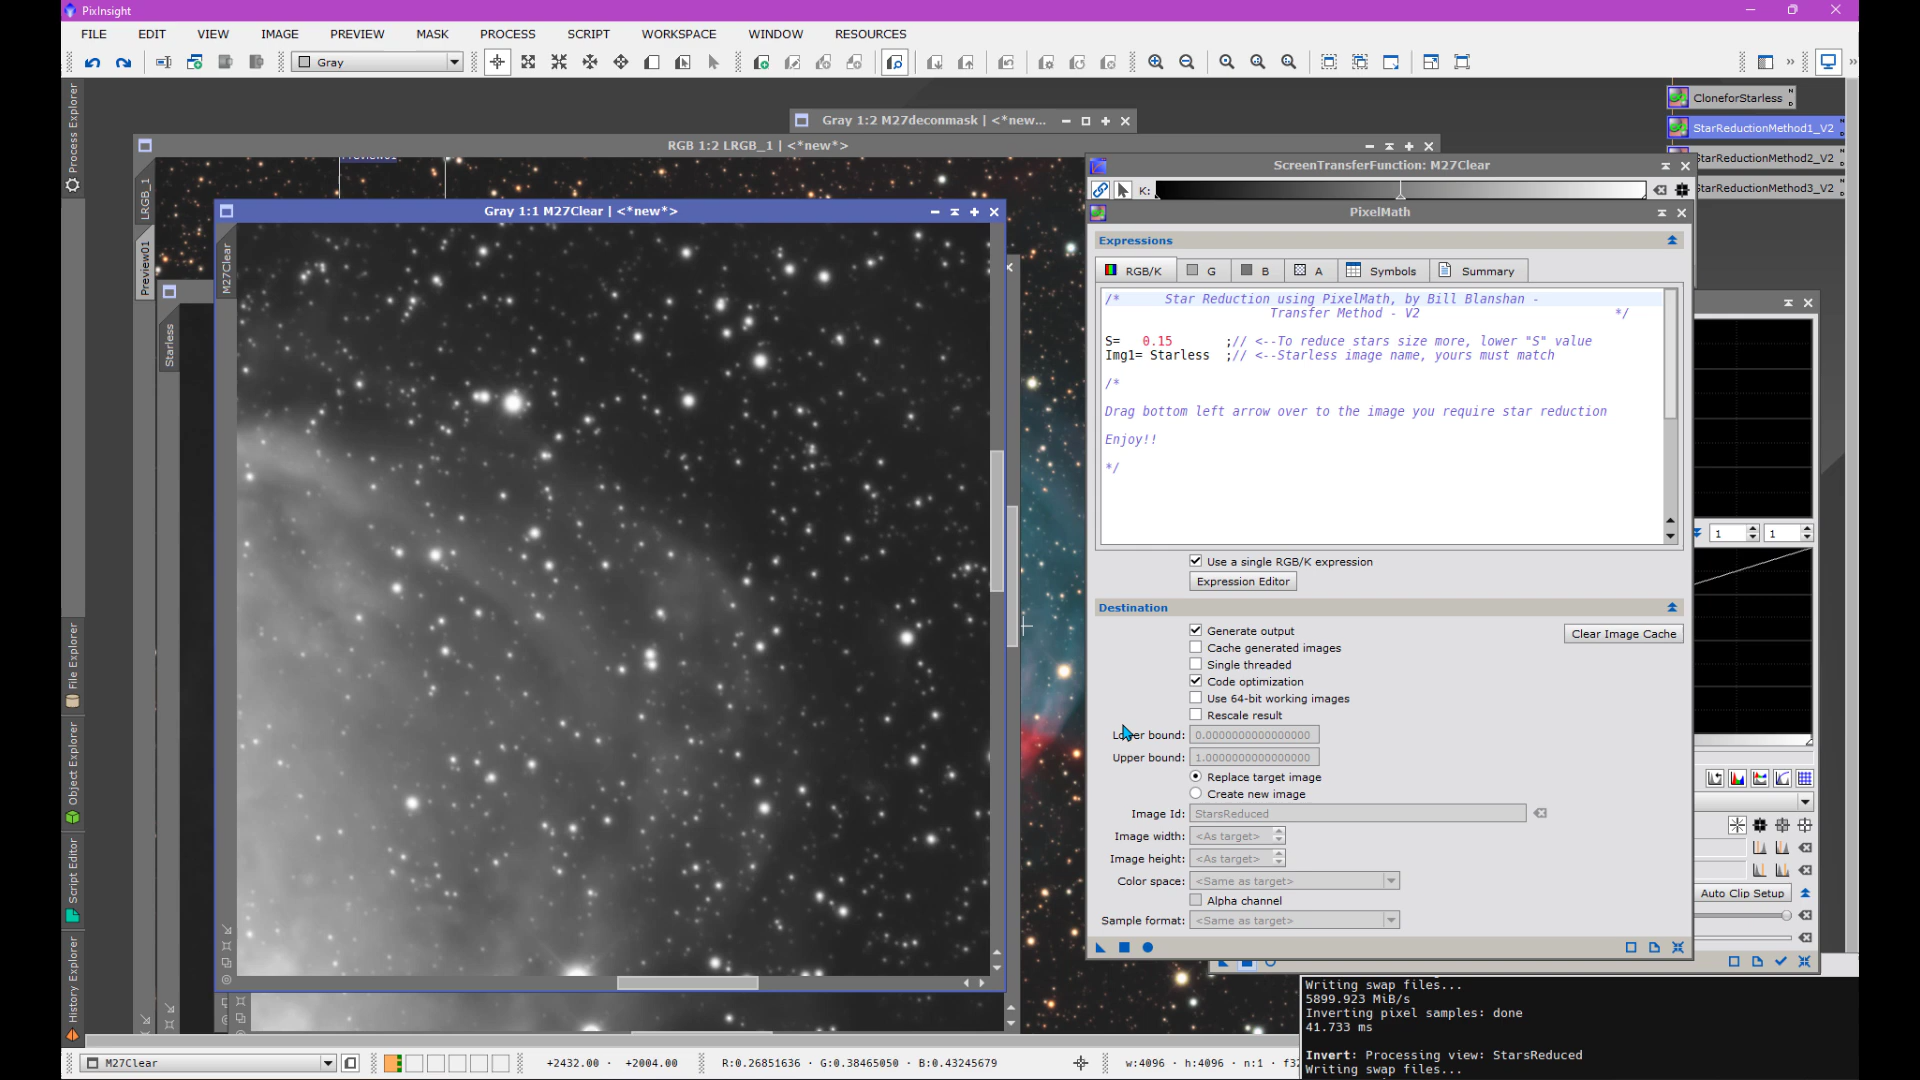 PixInsight
FILE EDIT VIEW IMAGE PREVIEW MASK PROCESS SCRIPT WORKSPACE WINDOW RESOURCES
Gray
Process Explorer
File Explorer
Object Explorer
Script Editor
History Explorer
CloneforStarless
StarReductionMethod1_V2
StarReductionMethod2_V2
StarReductionMethod3_V2
Gray 1:2 M27deconmask | <*new...
RGB 1:2 LRGB_1 | <*new*>
LRGB_1
Preview01
Starless
Gray 1:1 M27Clear | <*new*>
M27Clear
ScreenTransferFunction: M27Clear
K:
PixelMath
Expressions
RGB/K G B A Symbols Summary
/* Star Reduction using PixelMath, by Bill Blanshan -
Transfer Method - V2 */
S= 0.15 ;// <--To reduce stars size more, lower "S" value
Img1= Starless ;// <--Starless image name, yours must match
/*
Drag bottom left arrow over to the image you require star reduction
Enjoy!!
*/
Use a single RGB/K expression
Expression Editor
Destination
Generate output
Clear Image Cache
Cache generated images
Single threaded
Code optimization
Use 64-bit working images
Rescale result
Lower bound: 0.0000000000000000
Upper bound: 1.0000000000000000
Replace target image
Create new image
Image Id: StarsReduced
Image width: <As target>
Image height: <As target>
Color space: <Same as target>
Alpha channel
Sample format: <Same as target>
1 1
Auto Clip Setup
Writing swap files...
5899.923 MiB/s
Inverting pixel samples: done
41.733 ms
Invert: Processing view: StarsReduced
Writing swap files...
M27Clear
+2432.00 · +2004.00
R:0.26851636 · G:0.38465050 · B:0.43245679
w:4096 · h:4096 · n:1 · f32